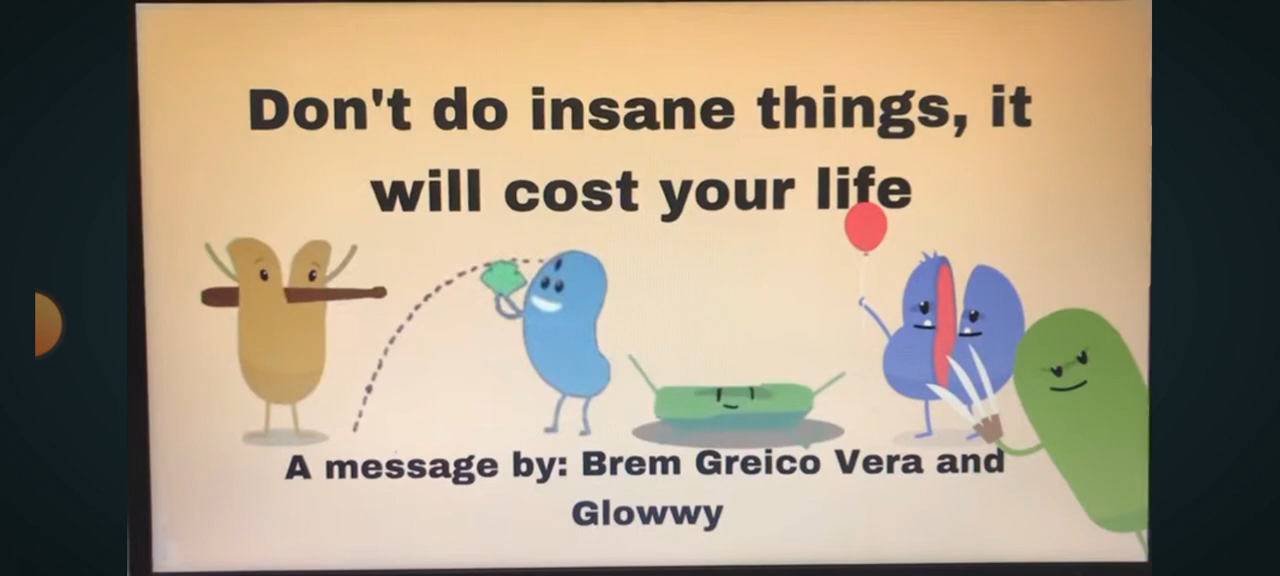 Don't do insane things, it
will cost your life
A message by: Brem Greico Vera and
Glowwy